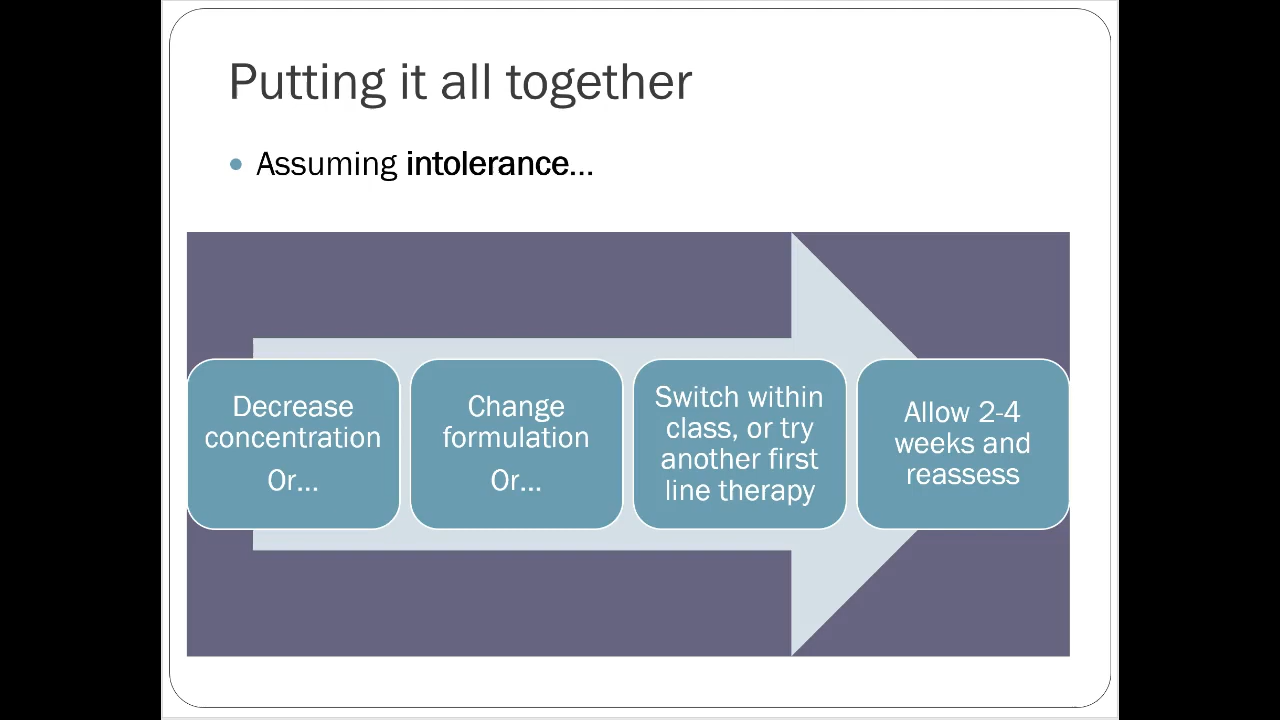 Putting it all together
Assuming intolerance...
Decrease
concentration
Or...
Change
formulation
Or...
Switch within
class, or try
another first
line therapy
Allow 2-4
weeks and
reassess